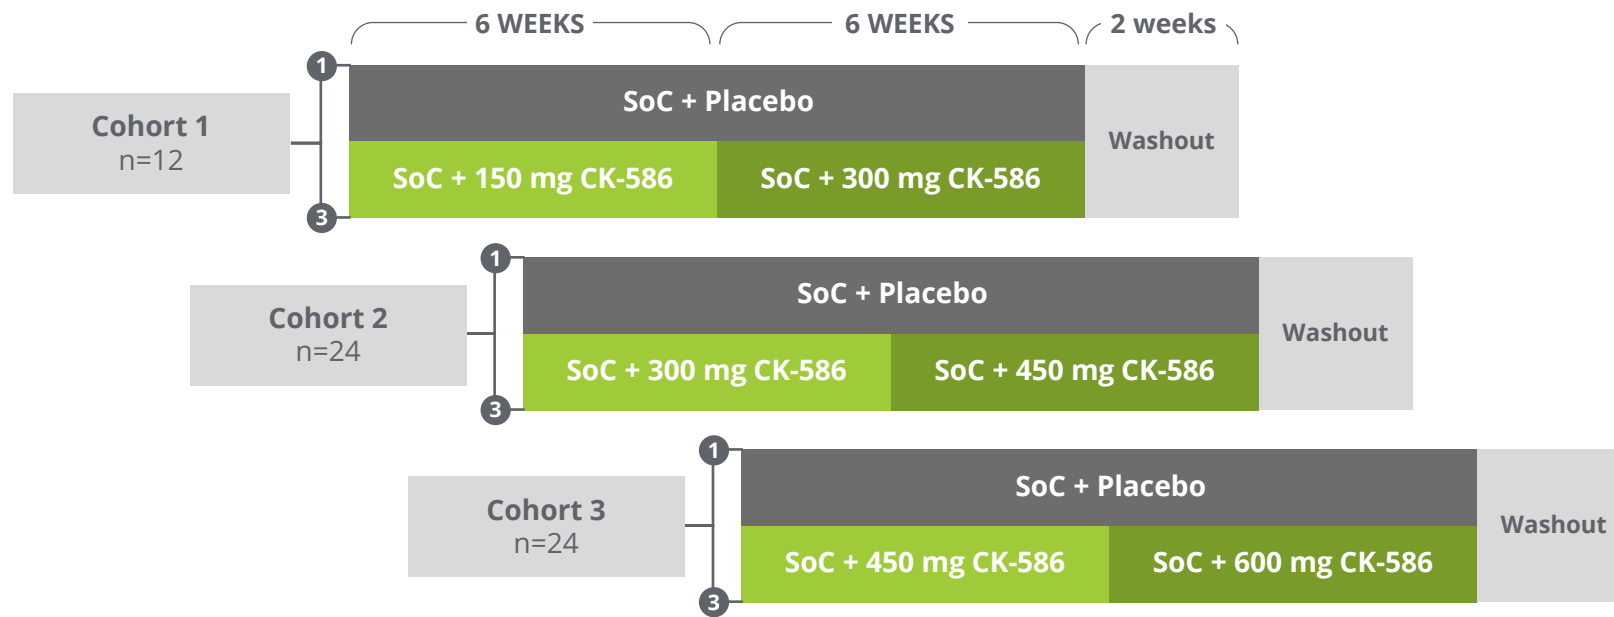 6 WEEKS
6 WEEKS
2 weeks
1
SoC + Placebo
Cohort 1
n=12
Washout
SoC + 150 mg CK-586
SoC + 300 mg CK-586
3
1
SoC + Placebo
Cohort 2
n=24
Washout
SoC + 300 mg CK-586
SoC + 450 mg CK-586
3
1
SoC + Placebo
Cohort 3
n=24
Washout
SoC + 450 mg CK-586
SoC + 600 mg CK-586
3